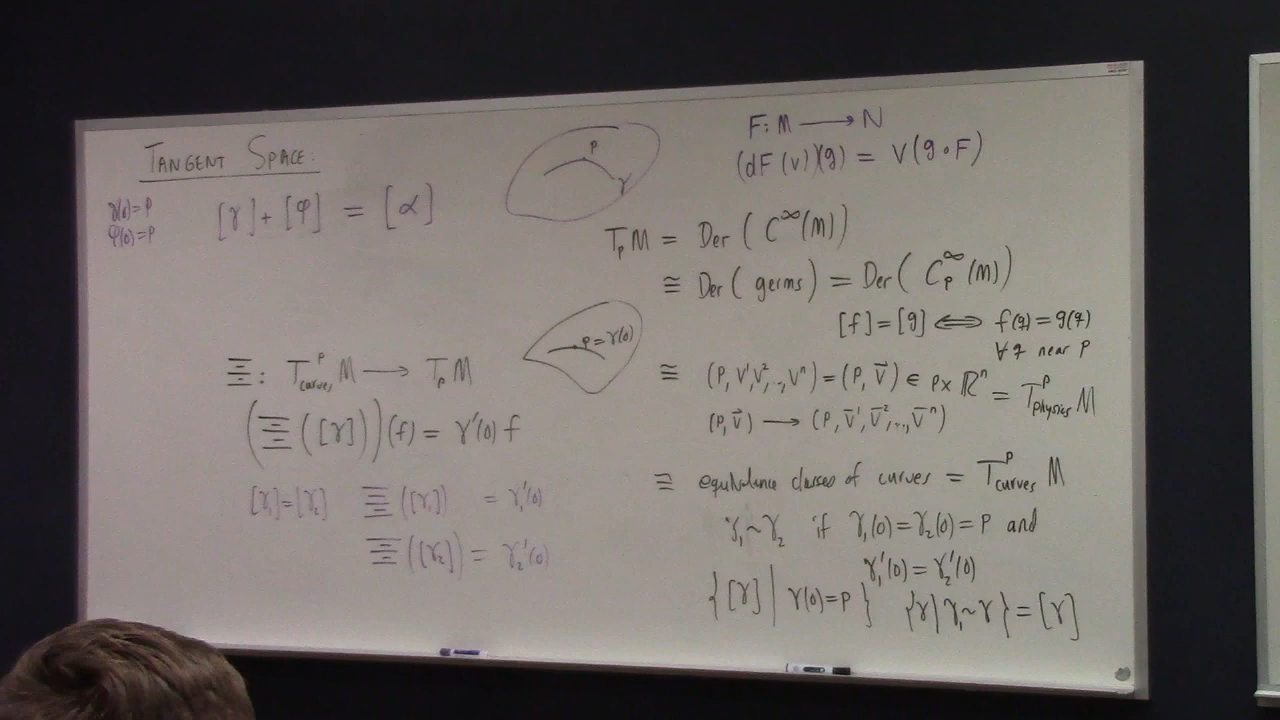 TANGENT SPACE.
γ(0)=P
φ(0)=P
[γ]+[φ] = [α]
P
γ
Ξ: T^P_curves M ⟶ T_P M
P=γ(0)
(Ξ([γ]))(f) = γ'(0) f
[γ₁]=[γ₂] Ξ([γ₁]) = γ₁'(0)
Ξ([γ₂]) = γ₂'(0)
F: M ⟶ N
(dF(v))(g) = V(g∘F)
T_P M = Der(C^∞(M))
≅ Der(germs) = Der(C^∞_P(M))
[f]=[g] ⟺ f(q)=g(q)
∀ q near P
≅ (P, V¹, V²,..., Vⁿ) = (P, V⃗) ∈ P × ℝⁿ = T^P_physics M
(P, V⃗) ⟶ (P, V̄¹, V̄²,..., V̄ⁿ)
≅ equivalence classes of curves = T^P_curves M
γ₁~γ₂ if γ₁(0)=γ₂(0)=P and
γ₁'(0)=γ₂'(0)
{[γ] | γ(0)=P} {γ | γ₁~γ} = [γ]